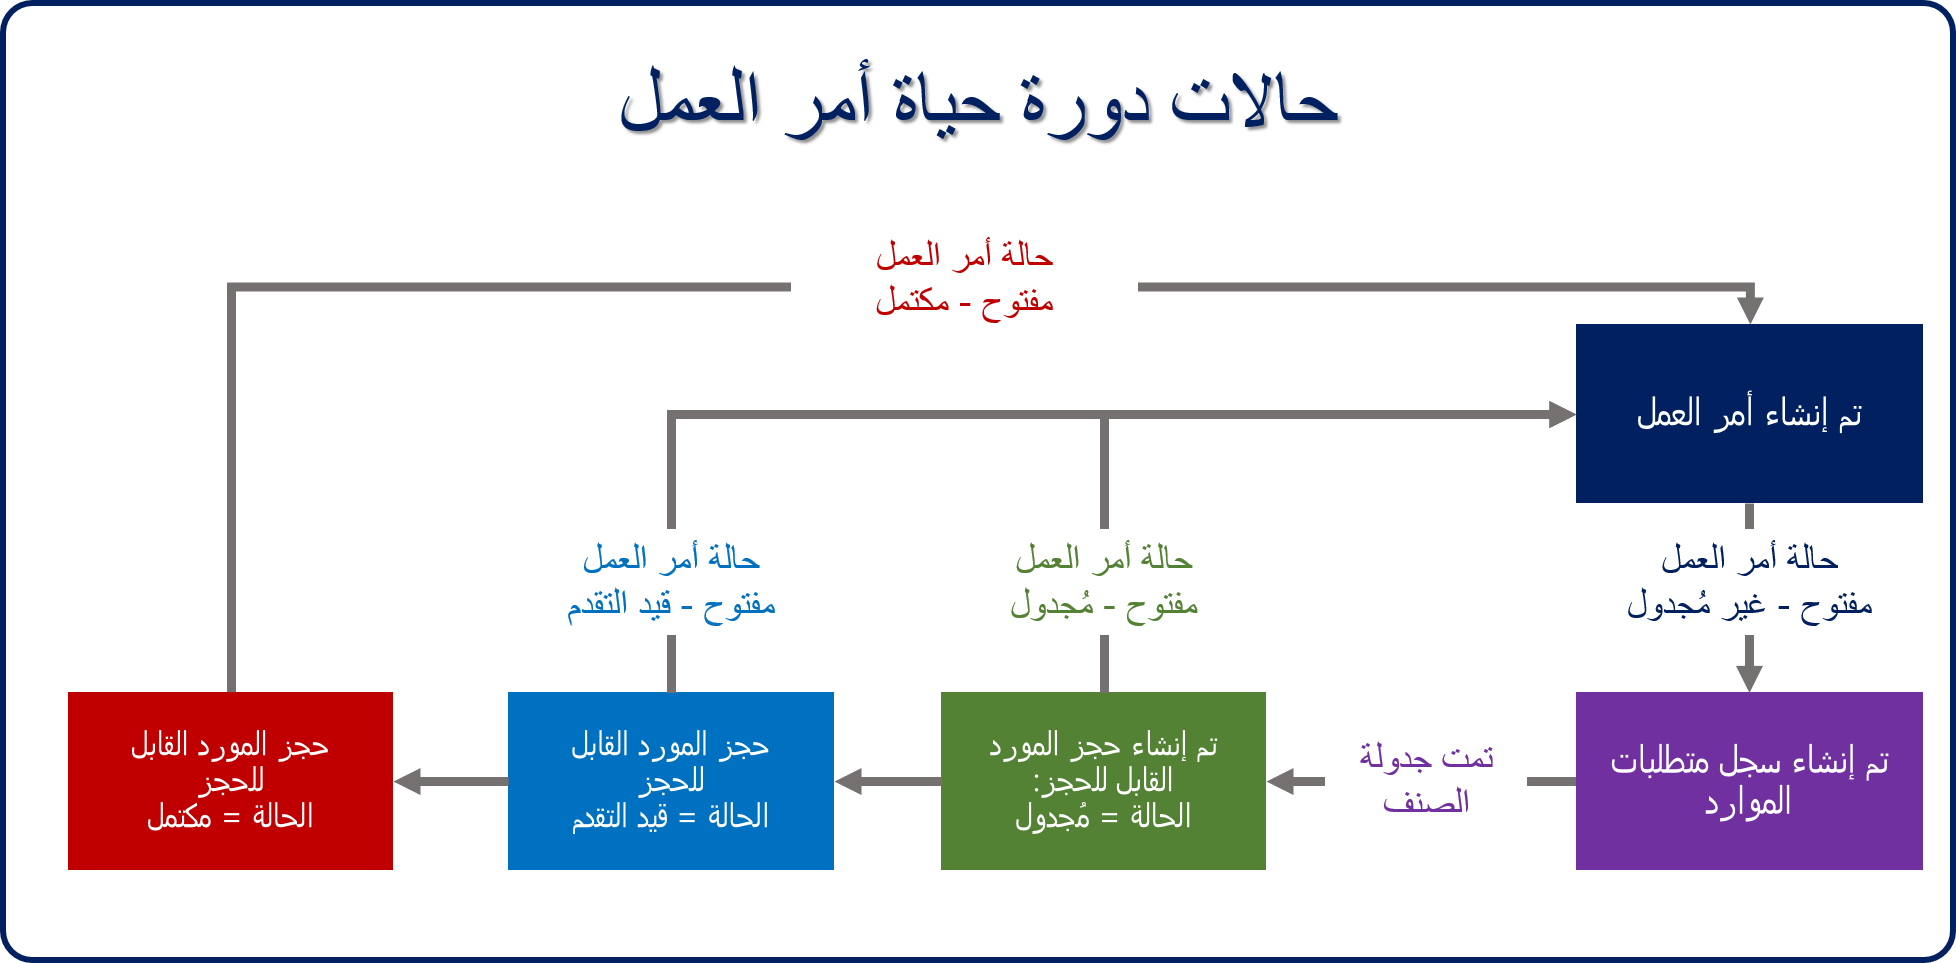 حالات دورة حياة أمر العمل
حالة أمر العمل
مفتوح - مكتمل
تم إنشاء أمر العمل
حالة أمر العمل
مفتوح - غير مُجدول
حالة أمر العمل
مفتوح - مُجدول
حالة أمر العمل
مفتوح - قيد التقدم
تم إنشاء سجل متطلبات
الموارد
تمت جدولة
الصنف
تم إنشاء حجز المورد
القابل للحجز:
الحالة = مُجدول
حجز المورد القابل
للحجز
الحالة = قيد التقدم
حجز المورد القابل
للحجز
الحالة = مكتمل